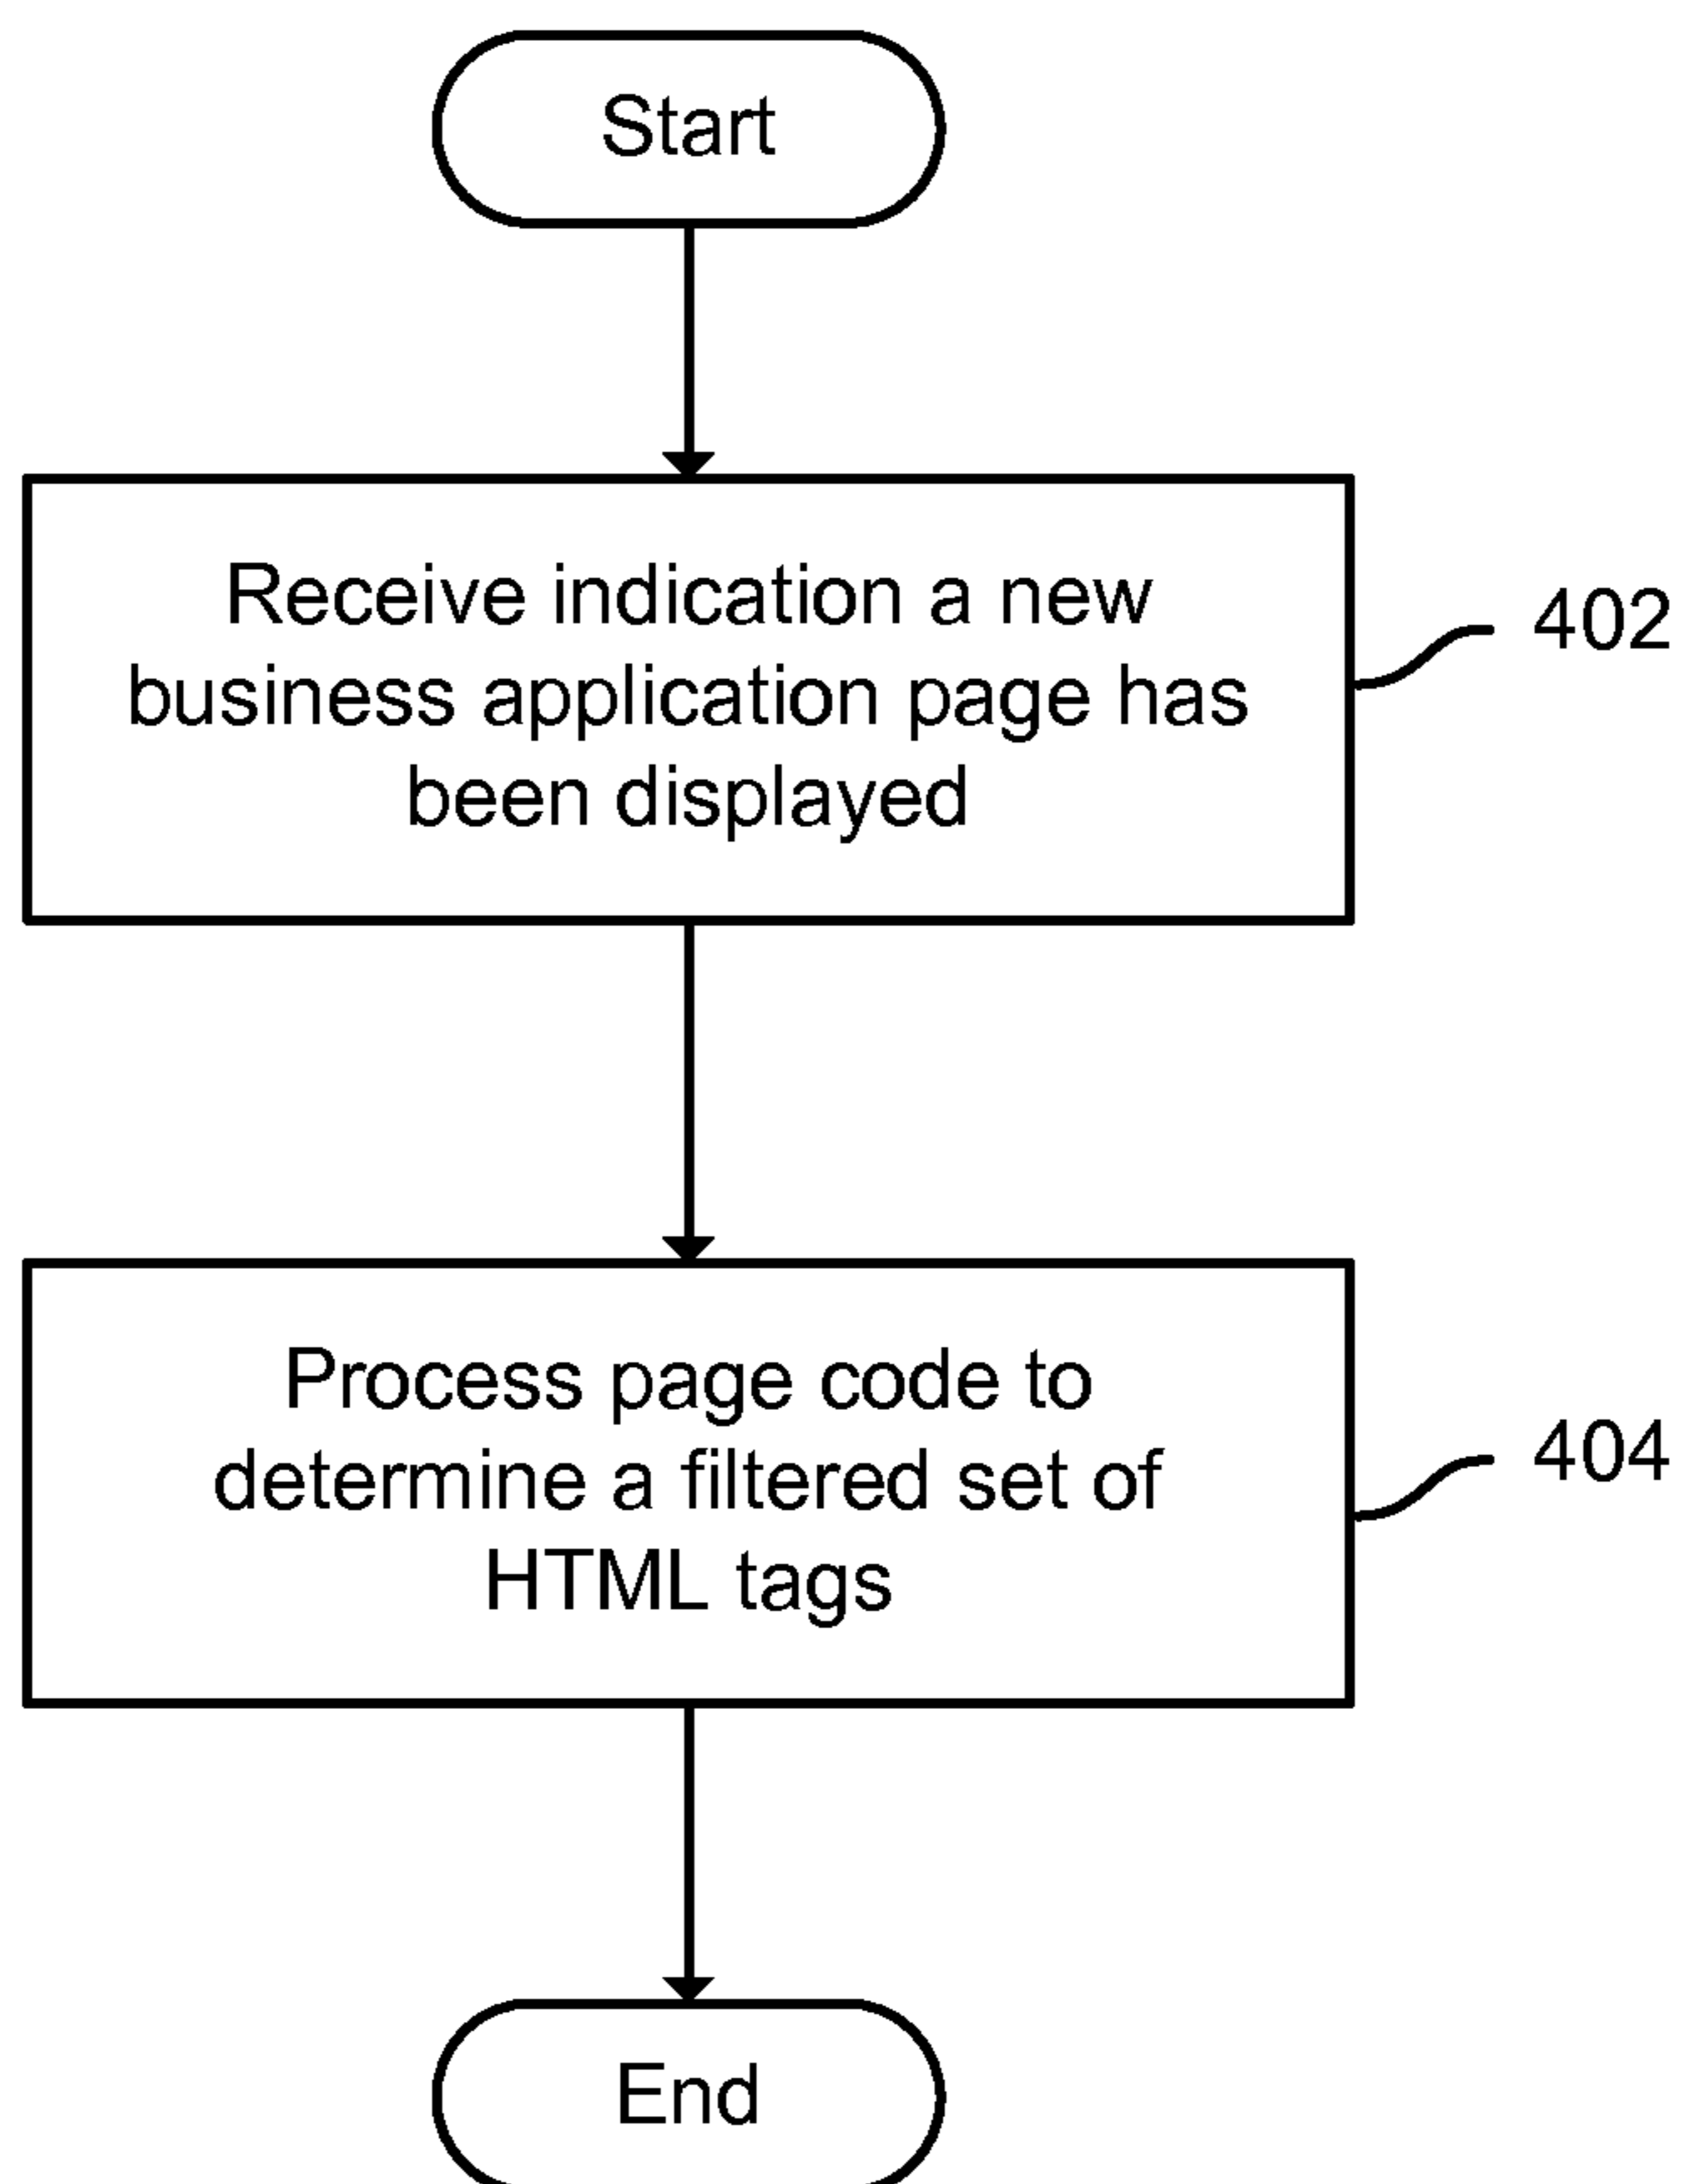 Start
Receive indication a new
business application page has
been displayed
402
Process page code to
determine a filtered set of
HTML tags
404
End